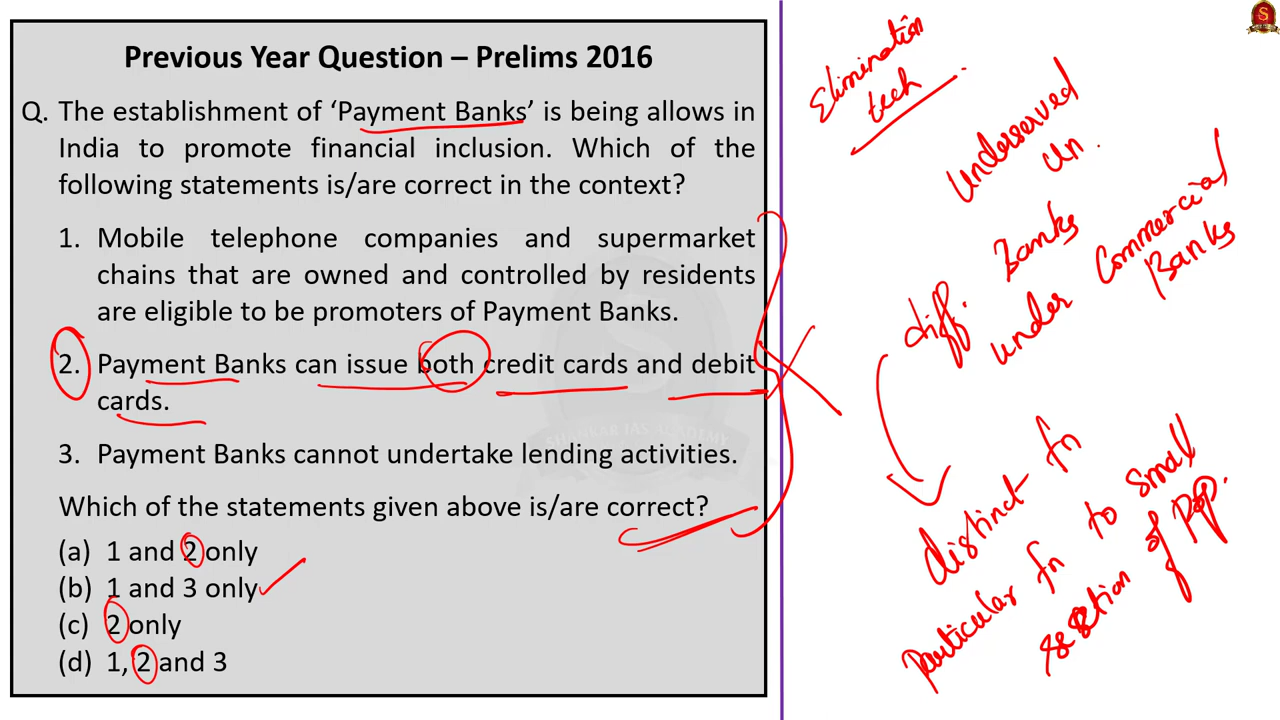 Previous Year Question – Prelims 2016
Q. The establishment of ‘Payment Banks’ is being allows in
India to promote financial inclusion. Which of the
following statements is/are correct in the context?
1. Mobile telephone companies and supermarket
chains that are owned and controlled by residents
are eligible to be promoters of Payment Banks.
2. Payment Banks can issue both credit cards and debit
cards.
3. Payment Banks cannot undertake lending activities.
Which of the statements given above is/are correct?
(a) 1 and 2 only
(b) 1 and 3 only
(c) 2 only
(d) 1, 2 and 3
SHANKAR IAS ACADEMY
Elimination
tech
Underserved
un.
diff. Banks
under Commercial
Banks
distinct fn
particular fn to small
section of pop.